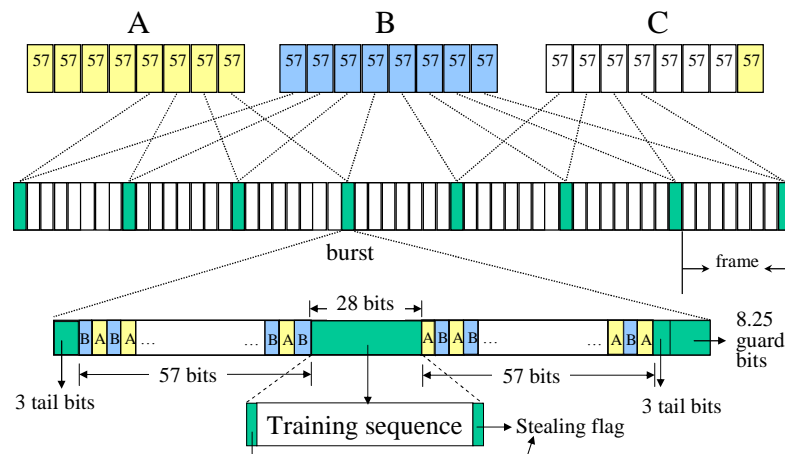 A B C
57 57 57 57 57 57 57 57 57 57 57 57 57 57 57 57 57 57 57 57 57 57 57 57
burst
frame
28 bits
B A B A ... ... B A B A B A B ... ... A B A
8.25
guard
bits
57 bits 57 bits
3 tail bits 3 tail bits
Training sequence
Stealing flag